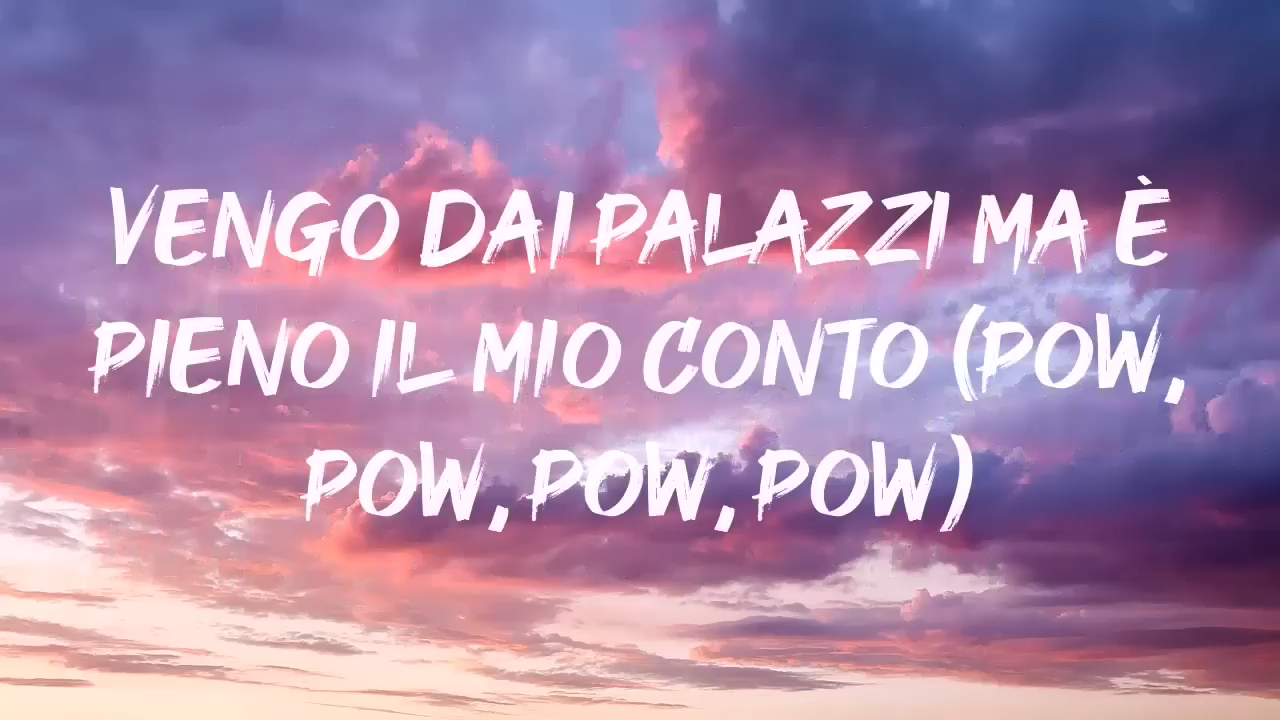 VENGO DAI PALAZZI MA È
PIENO IL MIO CONTO (POW,
POW, POW, POW)